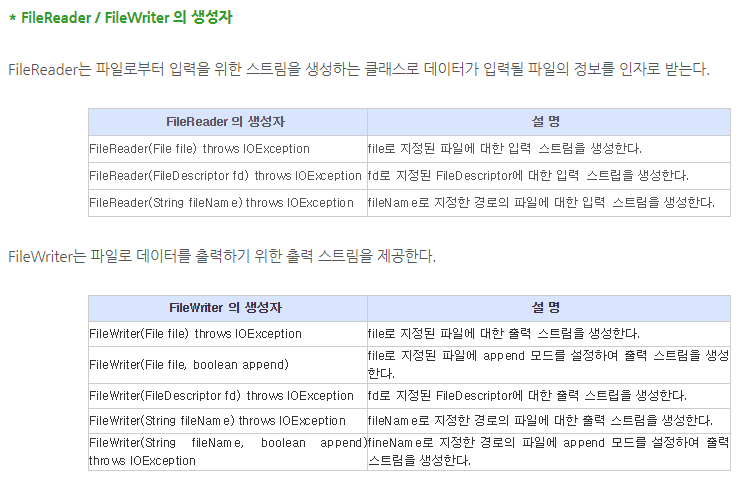 * FileReader / FileWriter 의 생성자
FileReader는 파일로부터 입력을 위한 스트림을 생성하는 클래스로 데이터가 입력될 파일의 정보를 인자로 받는다.
FileReader 의 생성자 설 명
FileReader(File file) throws IOException file로 지정된 파일에 대한 입력 스트림을 생성한다.
FileReader(FileDescriptor fd) throws IOException fd로 지정된 FileDescriptor에 대한 입력 스트립을 생성한다.
FileReader(String fileName) throws IOException fileName로 지정한 경로의 파일에 대한 입력 스트림을 생성한다.
FileWriter는 파일로 데이터를 출력하기 위한 출력 스트림을 제공한다.
FileWriter 의 생성자 설 명
FileWriter(File file) throws IOException file로 지정된 파일에 대한 출력 스트림을 생성한다.
FileWriter(File file, boolean append) file로 지정된 파일에 append 모드를 설정하여 출력 스트림을 생성
한다.
FileWriter(FileDescriptor fd) throws IOException fd로 지정된 FileDescriptor에 대한 출력 스트립을 생성한다.
FileWriter(String fileName) throws IOException fileName로 지정한 경로의 파일에 대한 출력 스트림을 생성한다.
FileWriter(String fileName, boolean append) fineName로 지정한 경로의 파일에 append 모드를 설정하여 출력
throws IOException 스트림을 생성한다.